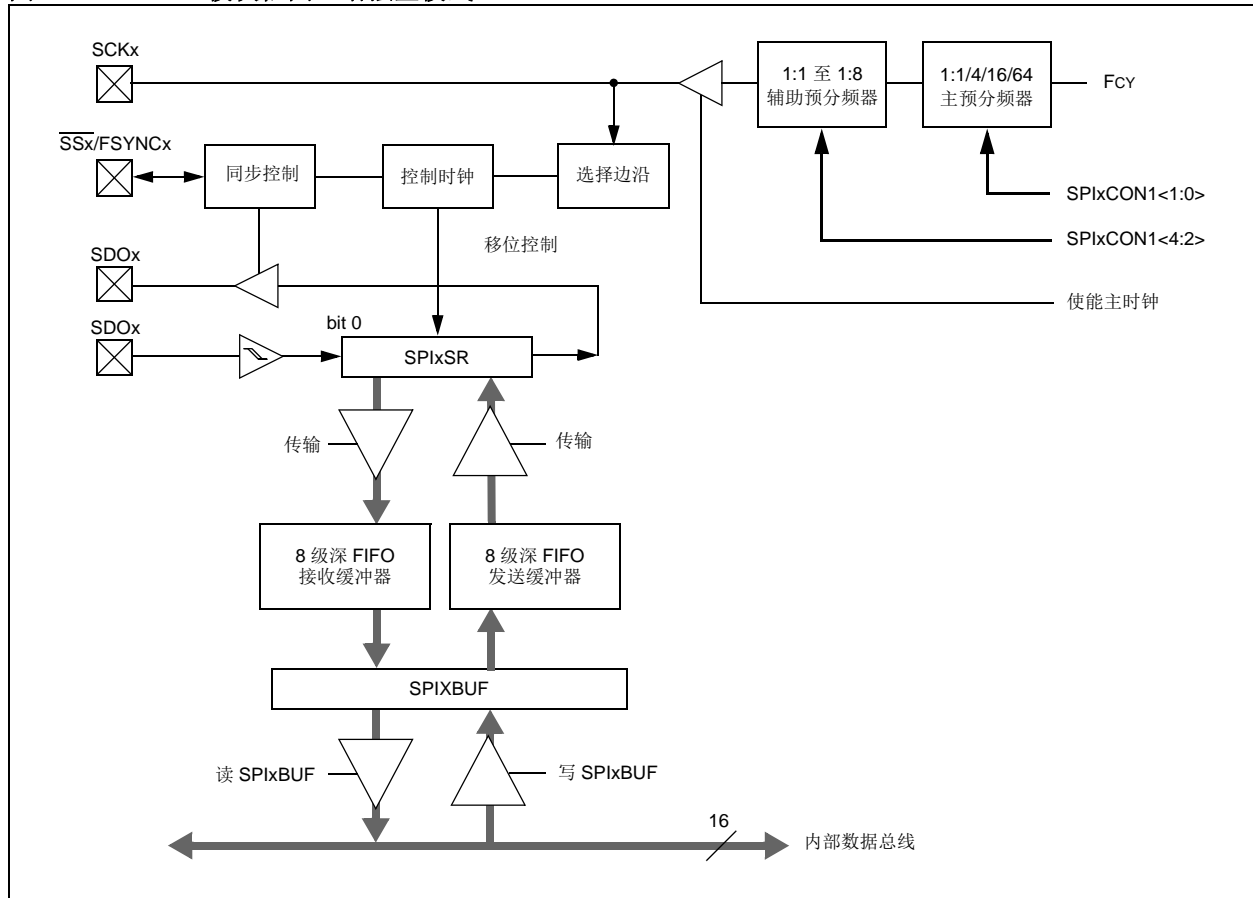 SCKx
1:1 至 1:8
辅助预分频器
1:1/4/16/64
主预分频器
FCY
SSx/FSYNCx
同步控制
控制时钟
选择边沿
SPIxCON1<1:0>
SPIxCON1<4:2>
移位控制
SDOx
使能主时钟
SDOx
bit 0
SPIxSR
传输
传输
8 级深 FIFO
接收缓冲器
8 级深 FIFO
发送缓冲器
SPIXBUF
读 SPIxBUF
写 SPIxBUF
16
内部数据总线